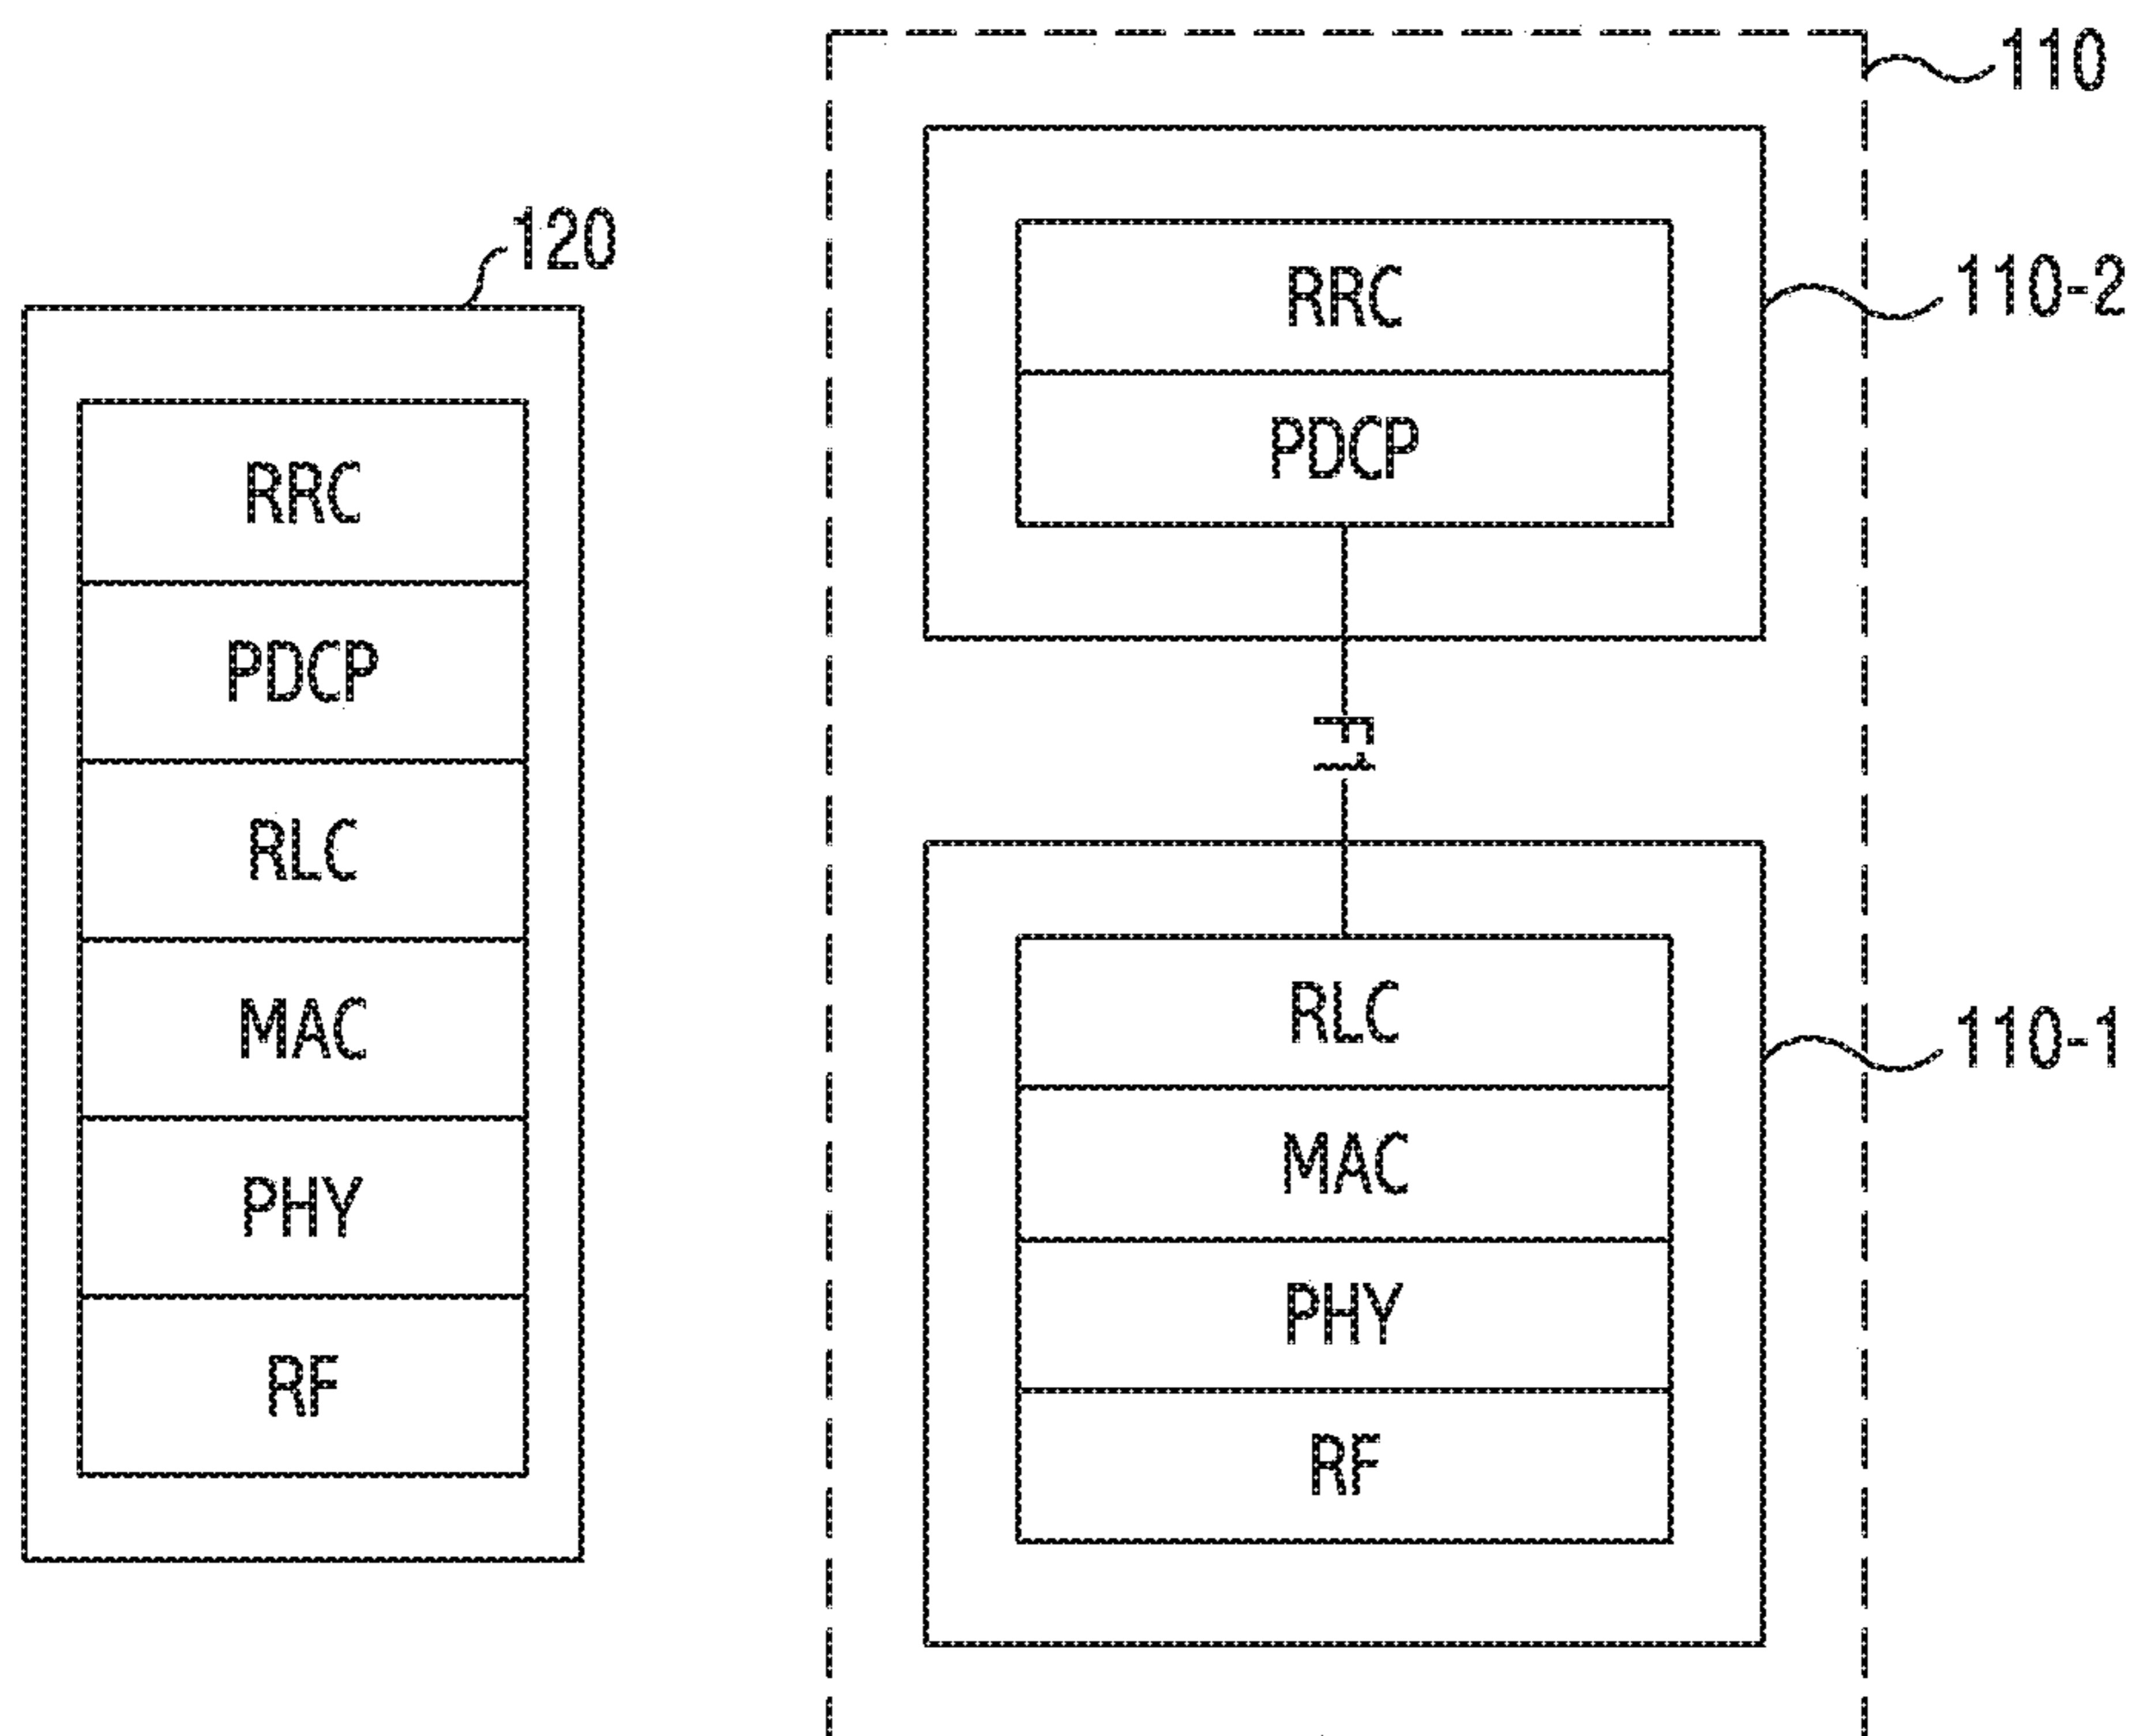 120
RRC
PDCP
RLC
MAC
PHY
RF
110
110-2
RRC
PDCP
F1
110-1
RLC
MAC
PHY
RF